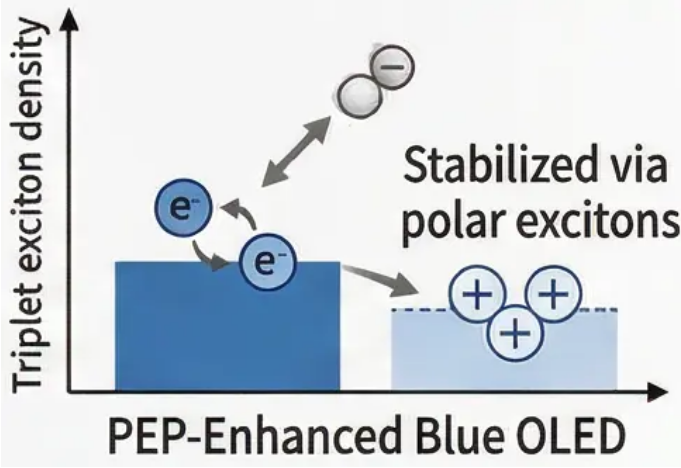 Triplet exciton density
−
Stabilized via
polar excitons
e⁻
e⁻
+ +
+
PEP-Enhanced Blue OLED